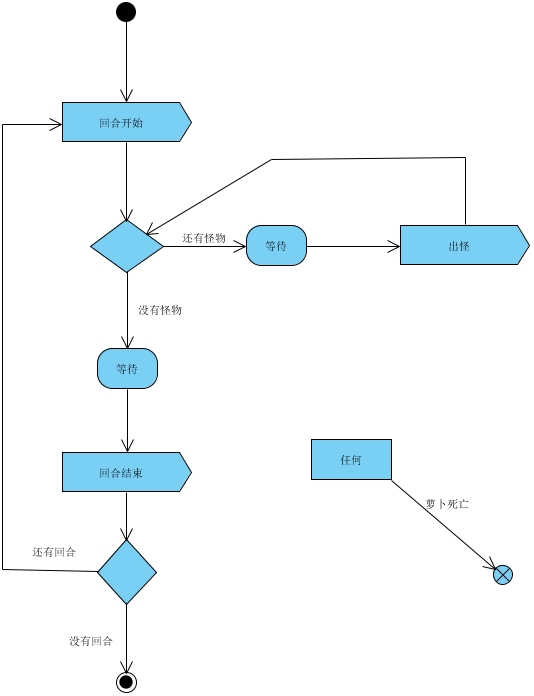 回合开始
还有怪物
等待
出怪
没有怪物
等待
回合结束
任何
萝卜死亡
还有回合
没有回合